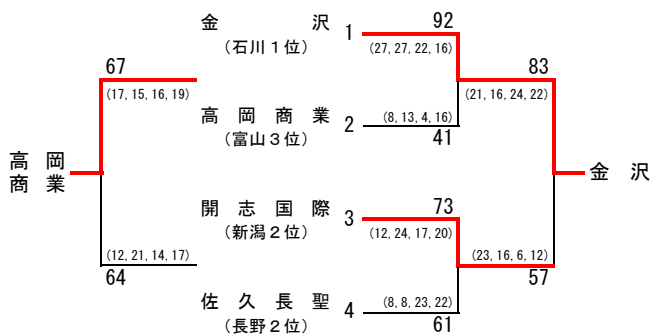 金沢 1 92
(石川1位) (27, 27, 22, 16)
67 83
(17, 15, 16, 19) (21, 16, 24, 22)
高岡商業 2 (8, 13, 4, 16)
(富山3位) 41
高岡
商業
金沢
開志国際 3 73
(新潟2位) (12, 24, 17, 20)
(12, 21, 14, 17) (23, 16, 6, 12)
64 57
佐久長聖 4 (8, 8, 23, 22)
(長野2位) 61